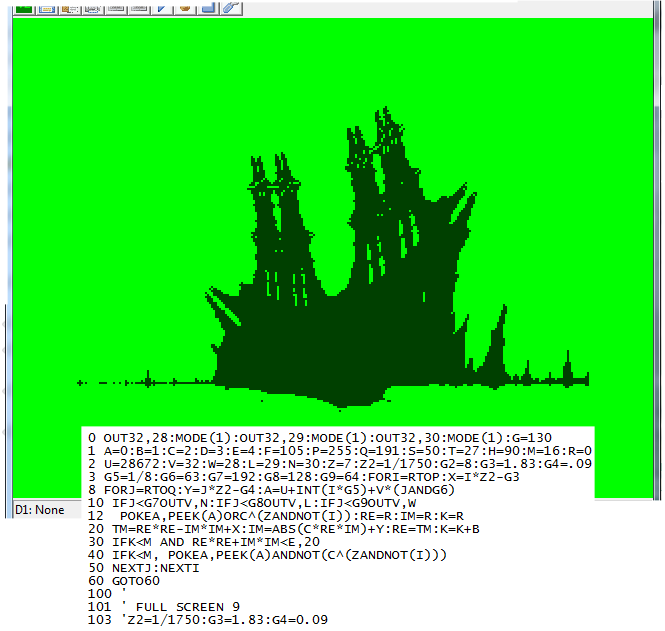 D1: None
0 OUT32,28:MODE(1):OUT32,29:MODE(1):OUT32,30:MODE(1):G=130
1 A=0:B=1:C=2:D=3:E=4:F=105:P=255:Q=191:S=50:T=27:H=90:M=16:R=0
2 U=28672:V=32:W=28:L=29:N=30:Z=7:Z2=1/1750:G2=8:G3=1.83:G4=.09
3 G5=1/8:G6=63:G7=192:G8=128:G9=64:FORI=RTOP:X=I*Z2-G3
8 FORJ=RTOQ:Y=J*Z2-G4:A=U+INT(I*G5)+V*(JANDG6)
10 IFJ<G7OUTV,N:IFJ<G8OUTV,L:IFJ<G9OUTV,W
12 POKEA,PEEK(A)ORC^(ZANDNOT(I)):RE=R:IM=R:K=R
20 TM=RE*RE-IM*IM+X:IM=ABS(C*RE*IM)+Y:RE=TM:K=K+B
30 IFK<M AND RE*RE+IM*IM<E,20
40 IFK<M, POKEA,PEEK(A)ANDNOT(C^(ZANDNOT(I)))
50 NEXTJ:NEXTI
60 GOTO60
100 '
101 ' FULL SCREEN 9
103 'Z2=1/1750:G3=1.83:G4=0.09